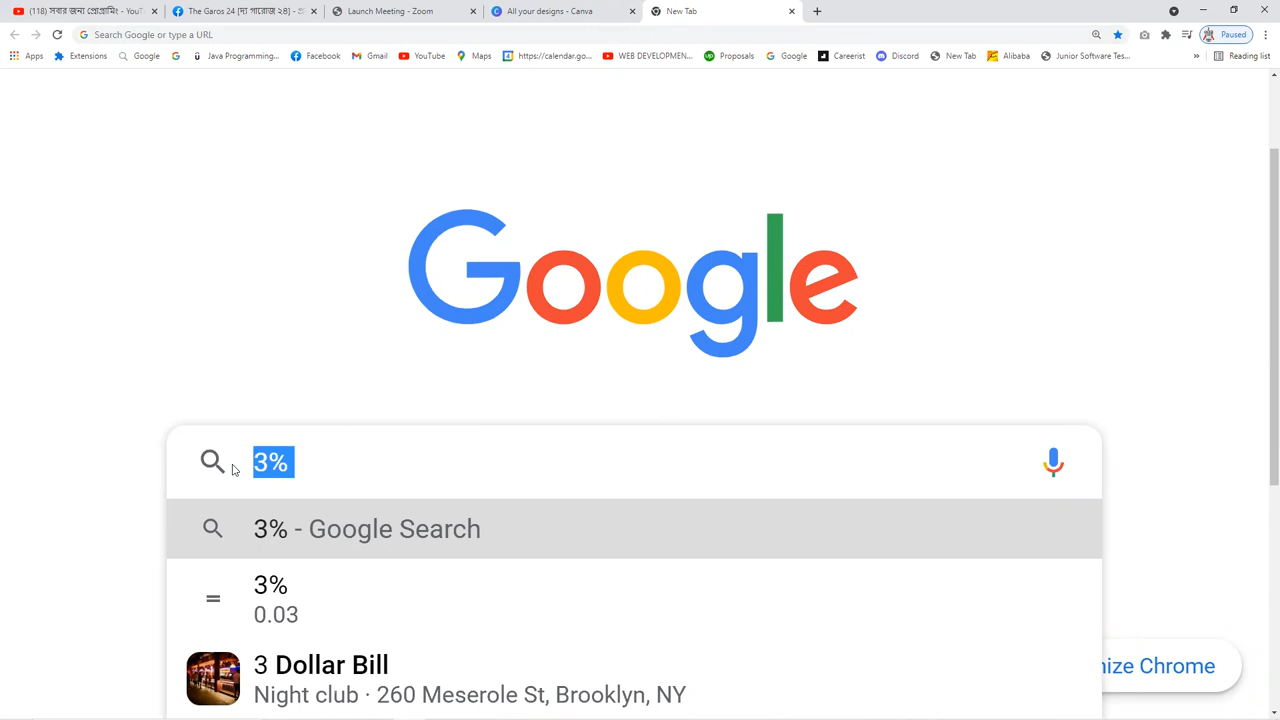 (118) সবার জন্য প্রোগ্রামিং - YouT
The Garos 24 [দ্য গারোজ ২৪] - প্র
Launch Meeting - Zoom
All your designs - Canva
New Tab
Search Google or type a URL
Paused
Apps
Extensions
Google
Java Programming...
Facebook
Gmail
YouTube
Maps
https://calendar.go...
WEB DEVELOPMEN...
Proposals
Google
Careerist
Discord
New Tab
Alibaba
Junior Software Tes...
»
Reading list
Google
3%
3% - Google Search
3%
0.03
3 Dollar Bill
Night club · 260 Meserole St, Brooklyn, NY
nize Chrome